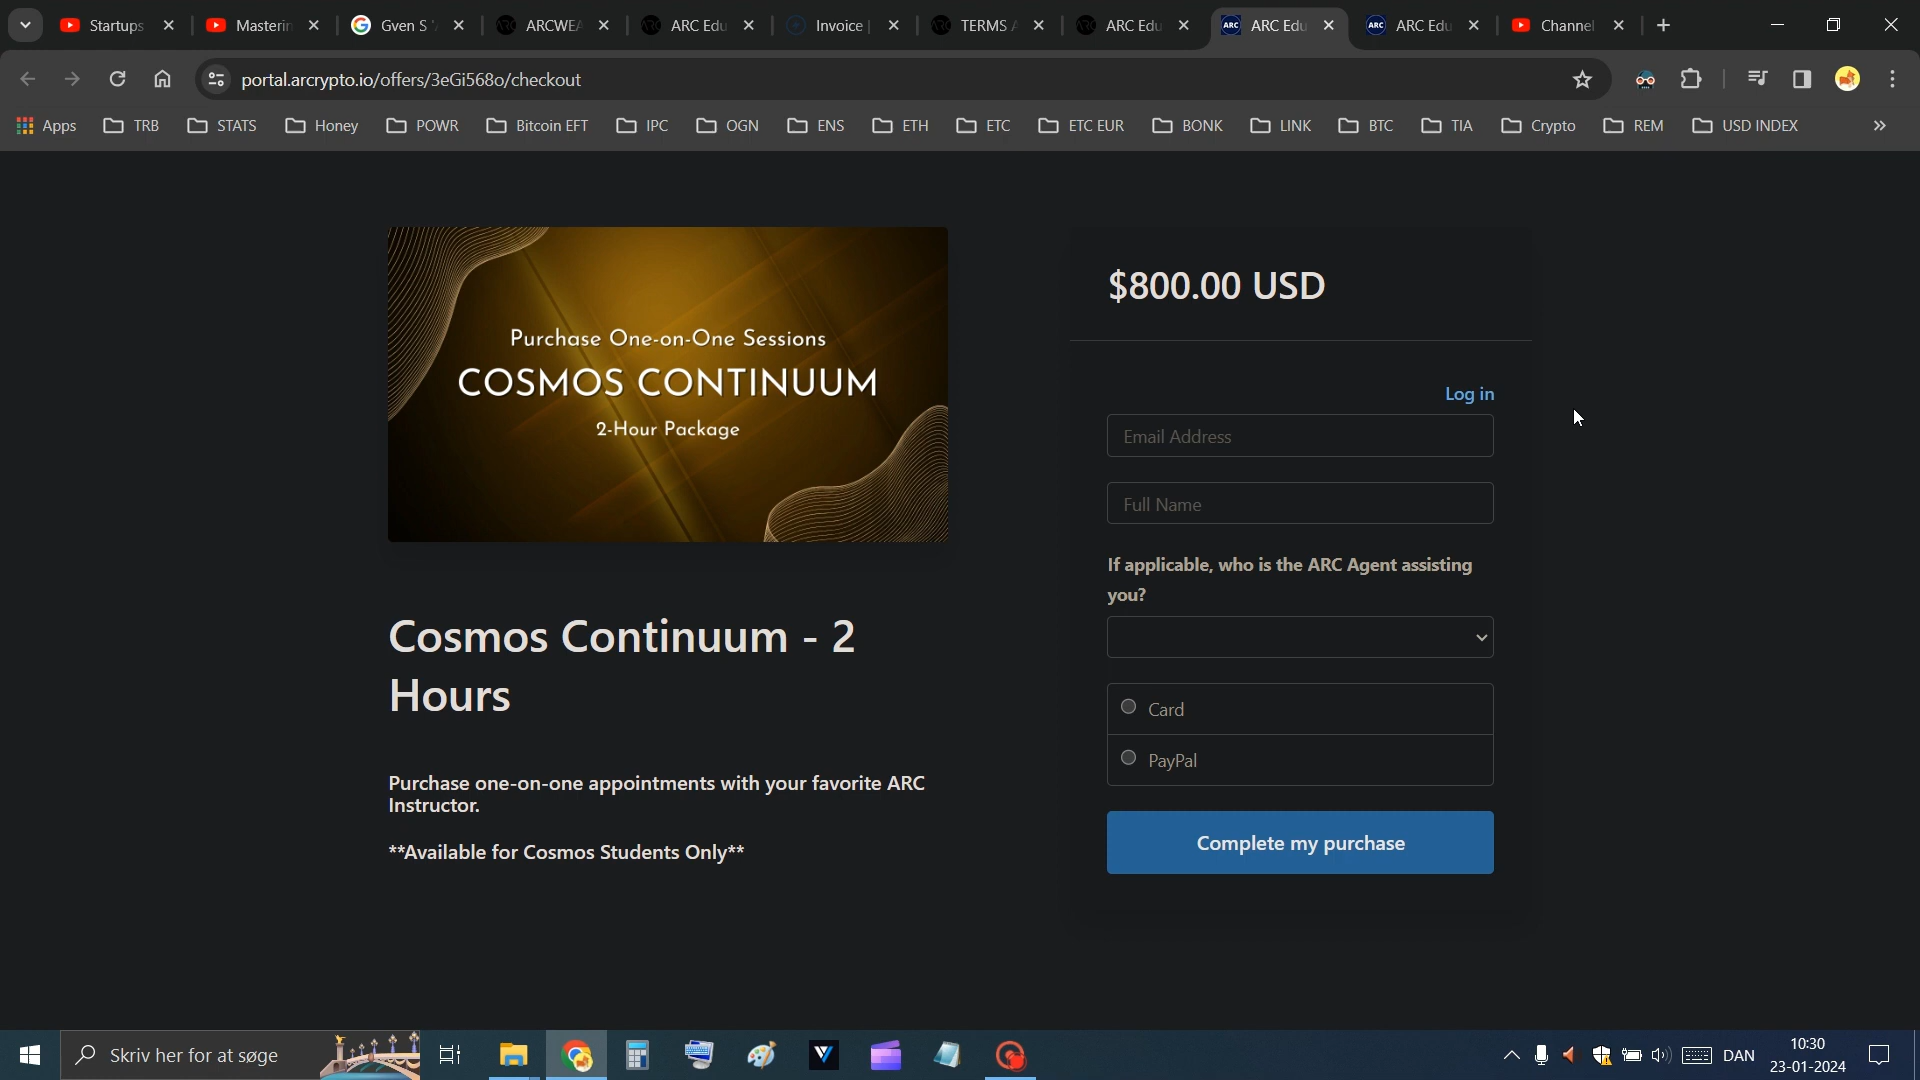 Startups
Masterin
Gven S
ARCWEA
ARC Edu
Invoice |
TERMS A
ARC Edu
ARC ARC Edu
ARC ARC Edu
Channel
portal.arcrypto.io/offers/3eGi568o/checkout
Apps TRB STATS Honey POWR Bitcoin EFT IPC OGN ENS ETH ETC ETC EUR BONK LINK BTC TIA Crypto REM USD INDEX
Purchase One-on-One Sessions
COSMOS CONTINUUM
2-Hour Package
Cosmos Continuum - 2
Hours
Purchase one-on-one appointments with your favorite ARC
Instructor.
**Available for Cosmos Students Only**
$800.00 USD
Log in
Email Address
Full Name
If applicable, who is the ARC Agent assisting
you?
Card
PayPal
Complete my purchase
Skriv her for at søge
DAN
10:30
23-01-2024